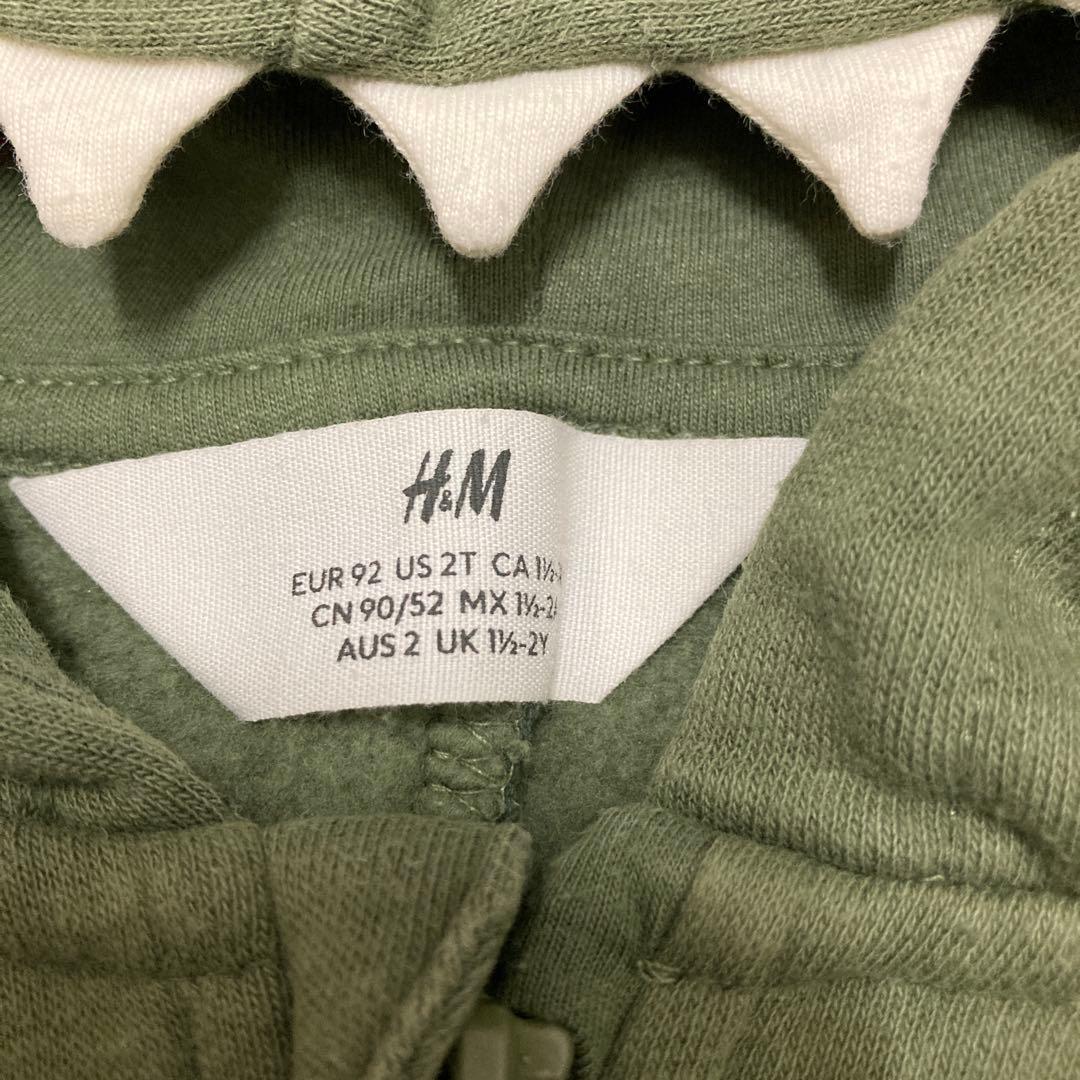 H&M
EUR 92 US 2T CA 1½-
CN 90/52 MX 1½-2
AUS 2 UK 1½-2Y